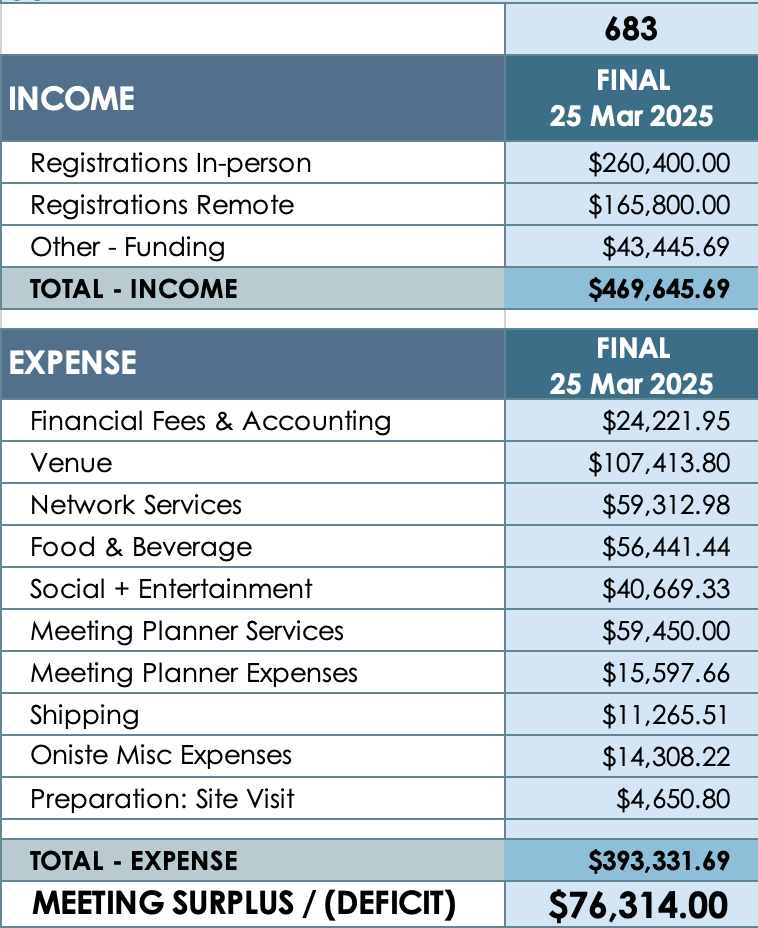 683
INCOME
FINAL
25 Mar 2025
Registrations In-person $260,400.00
Registrations Remote $165,800.00
Other - Funding $43,445.69
TOTAL - INCOME $469,645.69
EXPENSE
FINAL
25 Mar 2025
Financial Fees & Accounting $24,221.95
Venue $107,413.80
Network Services $59,312.98
Food & Beverage $56,441.44
Social + Entertainment $40,669.33
Meeting Planner Services $59,450.00
Meeting Planner Expenses $15,597.66
Shipping $11,265.51
Oniste Misc Expenses $14,308.22
Preparation: Site Visit $4,650.80
TOTAL - EXPENSE $393,331.69
MEETING SURPLUS / (DEFICIT) $76,314.00